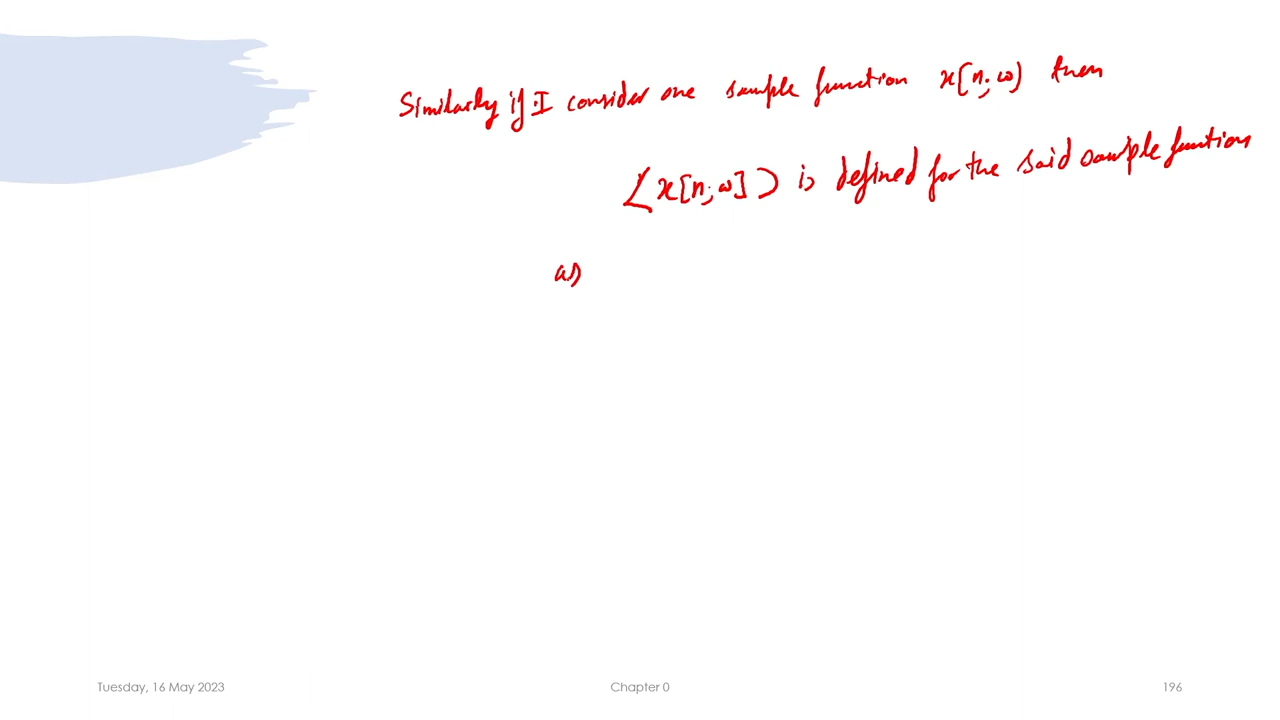 Similarly if I consider one sample function x[n; ω) then
⟨x[n; ω]⟩ is defined for the said sample function
as
Tuesday, 16 May 2023
Chapter 0
196